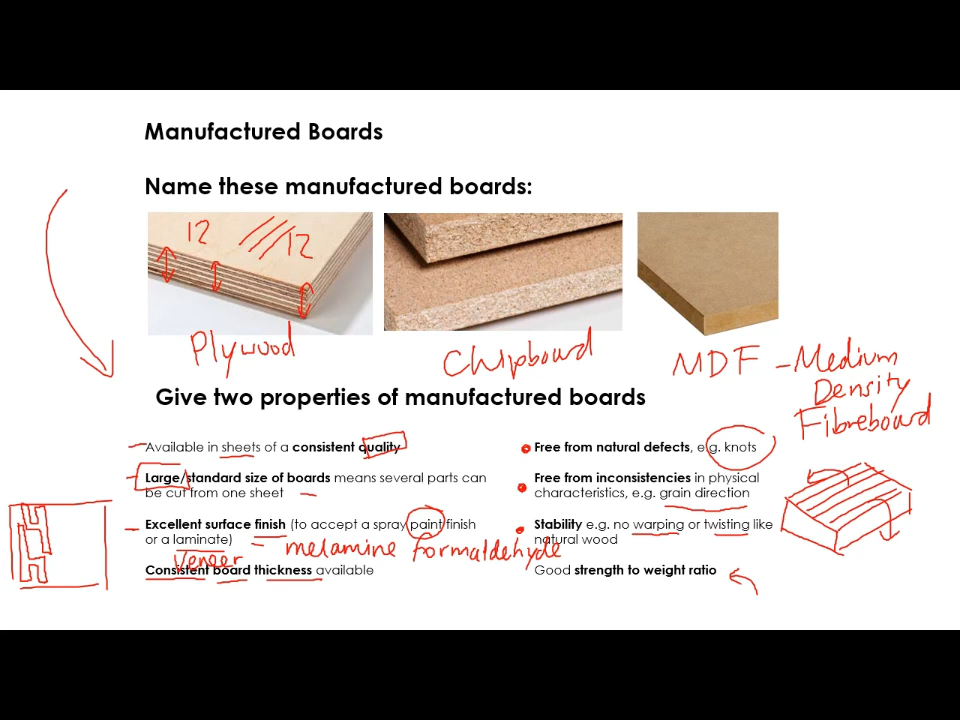 Manufactured Boards
Name these manufactured boards:
12
12
Plywood
Chipboard
MDF - Medium
Density
Fibreboard
Give two properties of manufactured boards
Available in sheets of a consistent quality
Large/standard size of boards means several parts can
be cut from one sheet
Excellent surface finish (to accept a spray paint finish
or a laminate) - melamine formaldehyde
Veneer
Consistent board thickness available
Free from natural defects, e.g. knots
Free from inconsistencies in physical
characteristics, e.g. grain direction
Stability e.g. no warping or twisting like
natural wood
Good strength to weight ratio